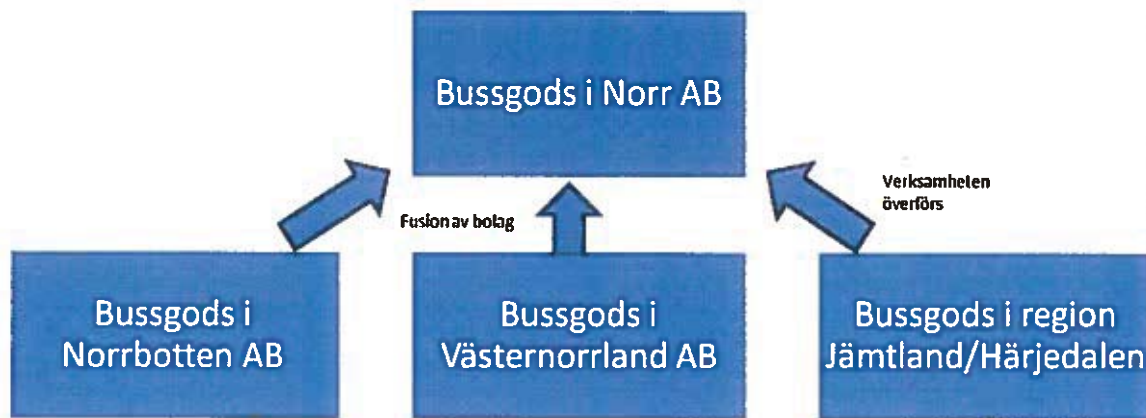 Bussgods i Norr AB
Verksamheten
överförs
Fusion av bolag
Bussgods i
Norrbotten AB
Bussgods i
Västernorrland AB
Bussgods i region
Jämtland/Härjedalen